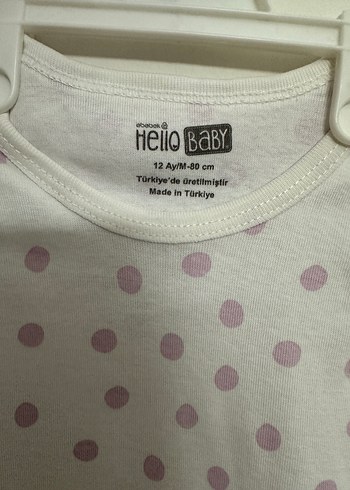 ebebek
Hello BABY
12 Ay/M-80 cm
Türkiye'de üretilmiştir
Made in Türkiye